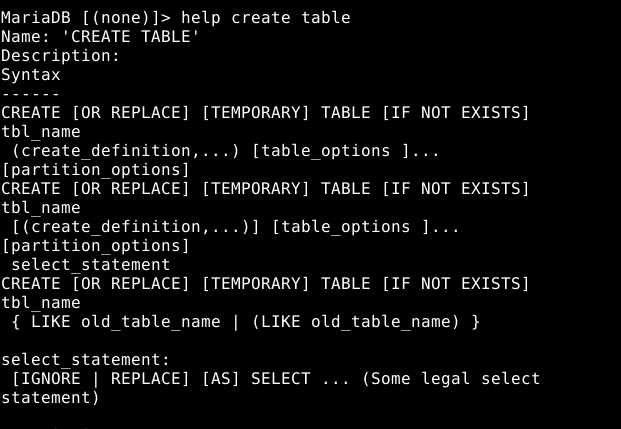 MariaDB [(none)]> help create table
Name: 'CREATE TABLE'
Description:
Syntax
------
CREATE [OR REPLACE] [TEMPORARY] TABLE [IF NOT EXISTS]
tbl_name
 (create_definition,...) [table_options ]...
[partition_options]
CREATE [OR REPLACE] [TEMPORARY] TABLE [IF NOT EXISTS]
tbl_name
 [(create_definition,...)] [table_options ]...
[partition_options]
 select_statement
CREATE [OR REPLACE] [TEMPORARY] TABLE [IF NOT EXISTS]
tbl_name
 { LIKE old_table_name | (LIKE old_table_name) }

select_statement:
 [IGNORE | REPLACE] [AS] SELECT ... (Some legal select
statement)